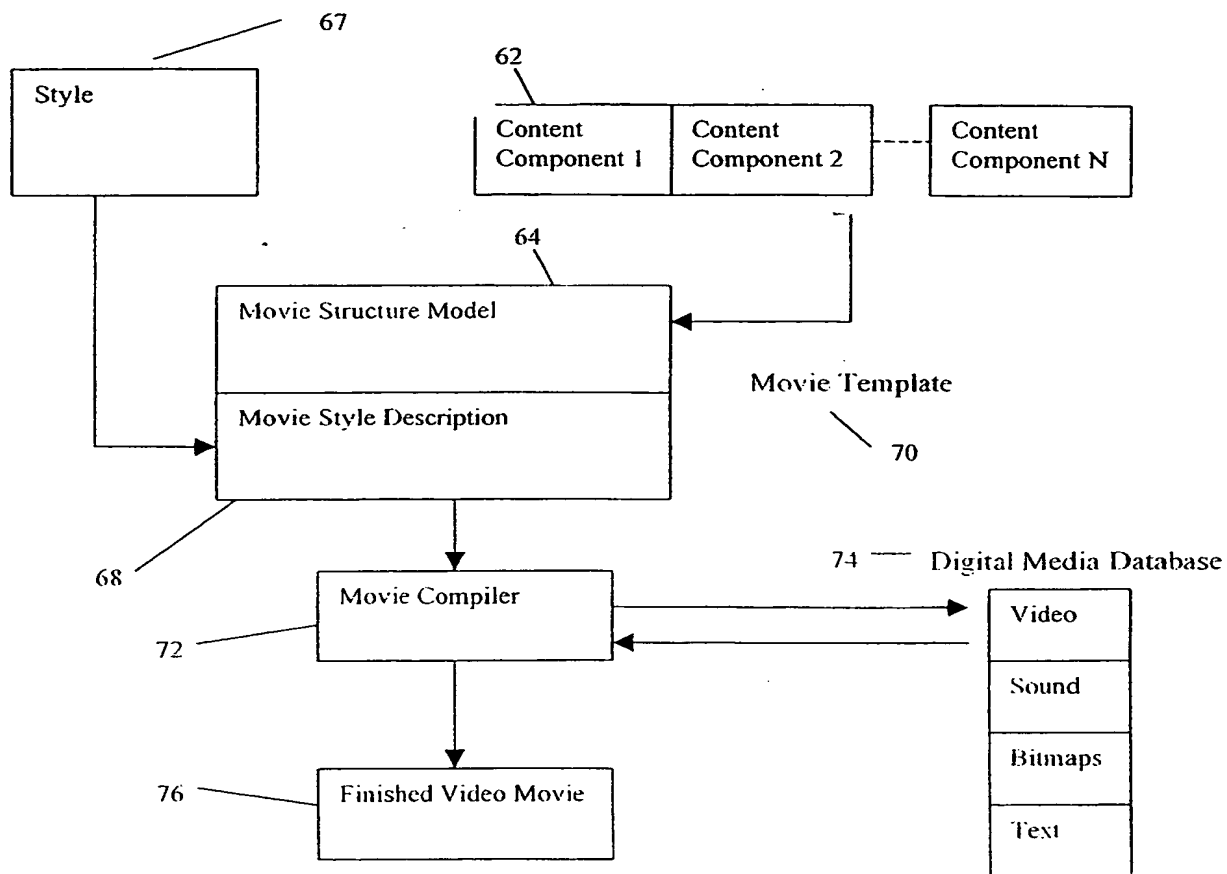 67
Style
62
Content
Component 1
Content
Component 2
Content
Component N
64
Movie Structure Model
Movie Template
70
Movie Style Description
68
Movie Compiler
72
74
Digital Media Database
Video
Sound
Bitmaps
Text
76
Finished Video Movie